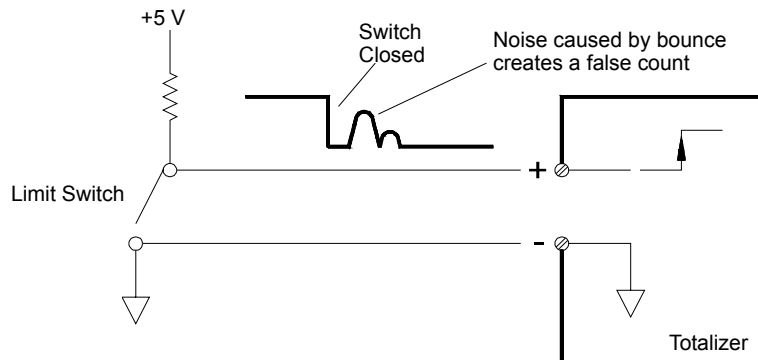 +5 V
Switch
Closed
Noise caused by bounce
creates a false count
Limit Switch
+
-
Totalizer